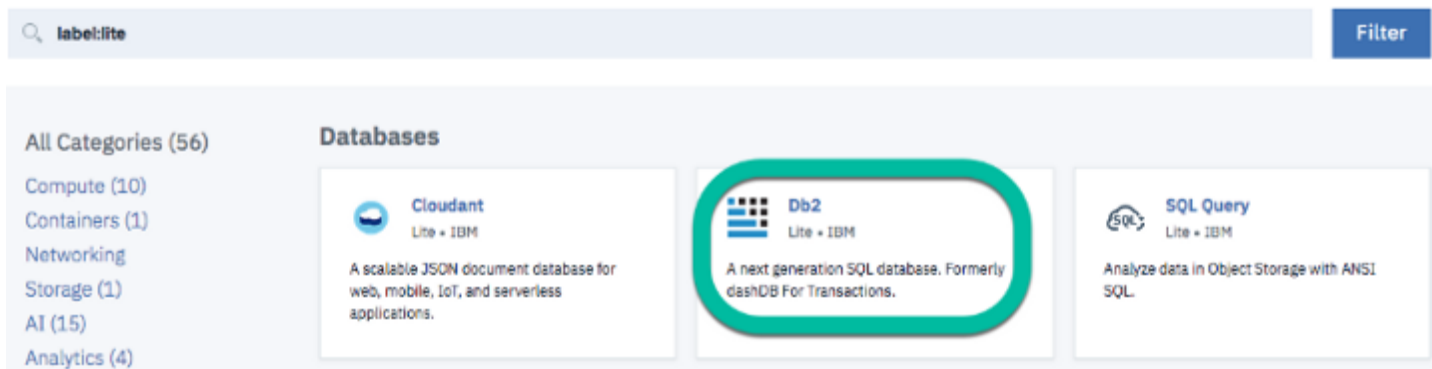 label:lite
Filter
All Categories (56)
Compute (10)
Containers (1)
Networking
Storage (1)
AI (15)
Analytics (4)
Databases
Cloudant
Lite • IBM
A scalable JSON document database for
web, mobile, IoT, and serverless
applications.
Db2
Lite • IBM
A next generation SQL database. Formerly
dashDB For Transactions.
SQL
SQL Query
Lite • IBM
Analyze data in Object Storage with ANSI
SQL.